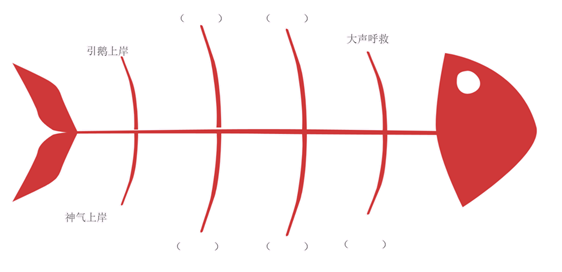 （ ） （ ）
引鹅上岸 大声呼救
神气上岸 （ ） （ ） （ ）